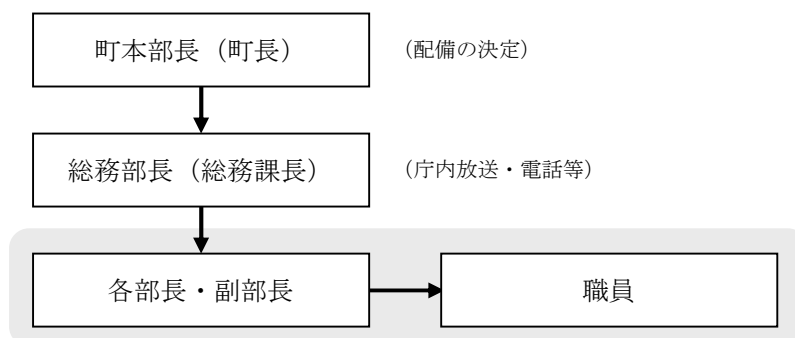 町本部長（町長）　（配備の決定）
総務部長（総務課長）　（庁内放送・電話等）
各部長・副部長　職員